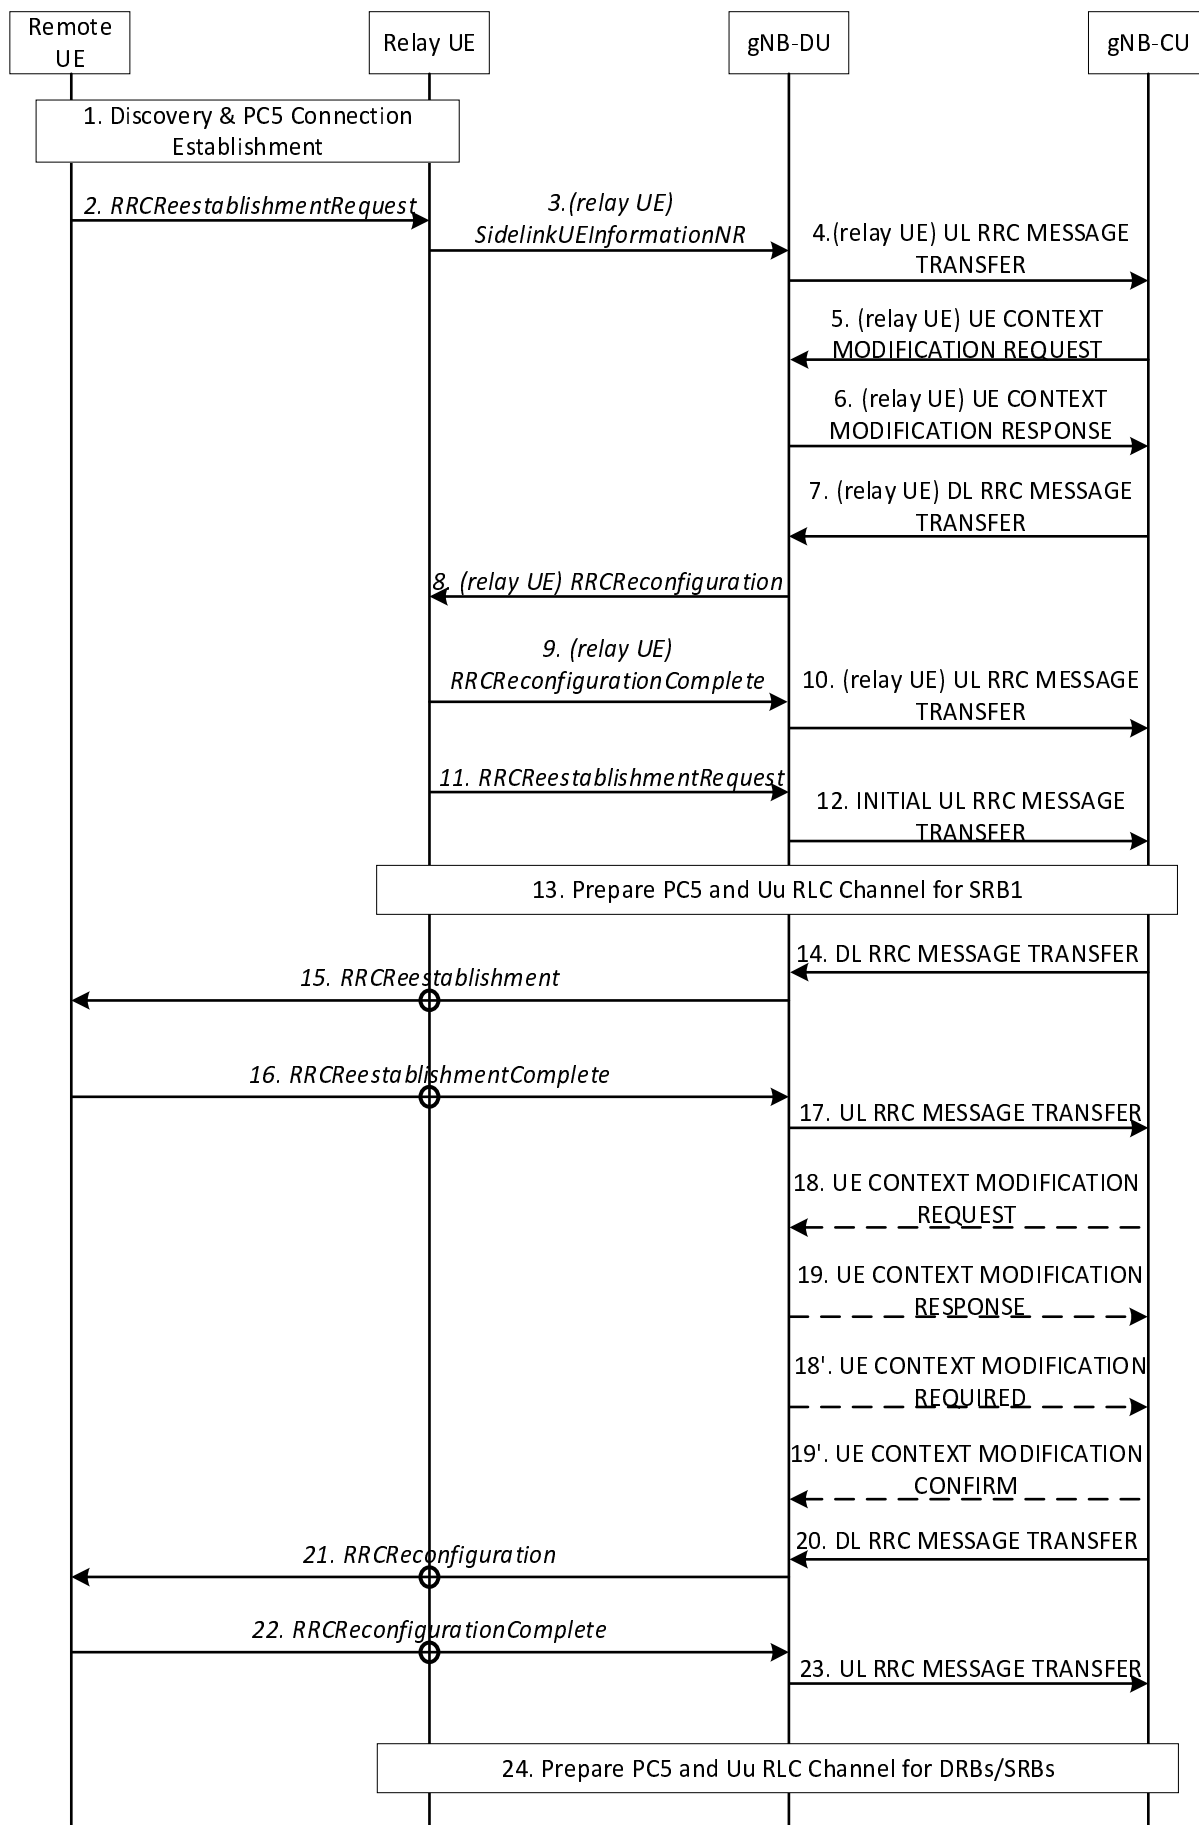 Remote
UE
Relay UE
gNB-DU
gNB-CU
1. Discovery & PC5 Connection
Establishment
2. RRCReestablishmentRequest
3.(relay UE)
SidelinkUEInformationNR
4.(relay UE) UL RRC MESSAGE
TRANSFER
5. (relay UE) UE CONTEXT
MODIFICATION REQUEST
6. (relay UE) UE CONTEXT
MODIFICATION RESPONSE
7. (relay UE) DL RRC MESSAGE
TRANSFER
8. (relay UE) RRCReconfiguration
9. (relay UE)
RRCReconfigurationComplete
10. (relay UE) UL RRC MESSAGE
TRANSFER
11. RRCReestablishmentRequest
12. INITIAL UL RRC MESSAGE
TRANSFER
13. Prepare PC5 and Uu RLC Channel for SRB1
14. DL RRC MESSAGE TRANSFER
15. RRCReestablishment
16. RRCReestablishmentComplete
17. UL RRC MESSAGE TRANSFER
18. UE CONTEXT MODIFICATION
REQUEST
19. UE CONTEXT MODIFICATION
RESPONSE
18'. UE CONTEXT MODIFICATION
REQUIRED
19'. UE CONTEXT MODIFICATION
CONFIRM
20. DL RRC MESSAGE TRANSFER
21. RRCReconfiguration
22. RRCReconfigurationComplete
23. UL RRC MESSAGE TRANSFER
24. Prepare PC5 and Uu RLC Channel for DRBs/SRBs